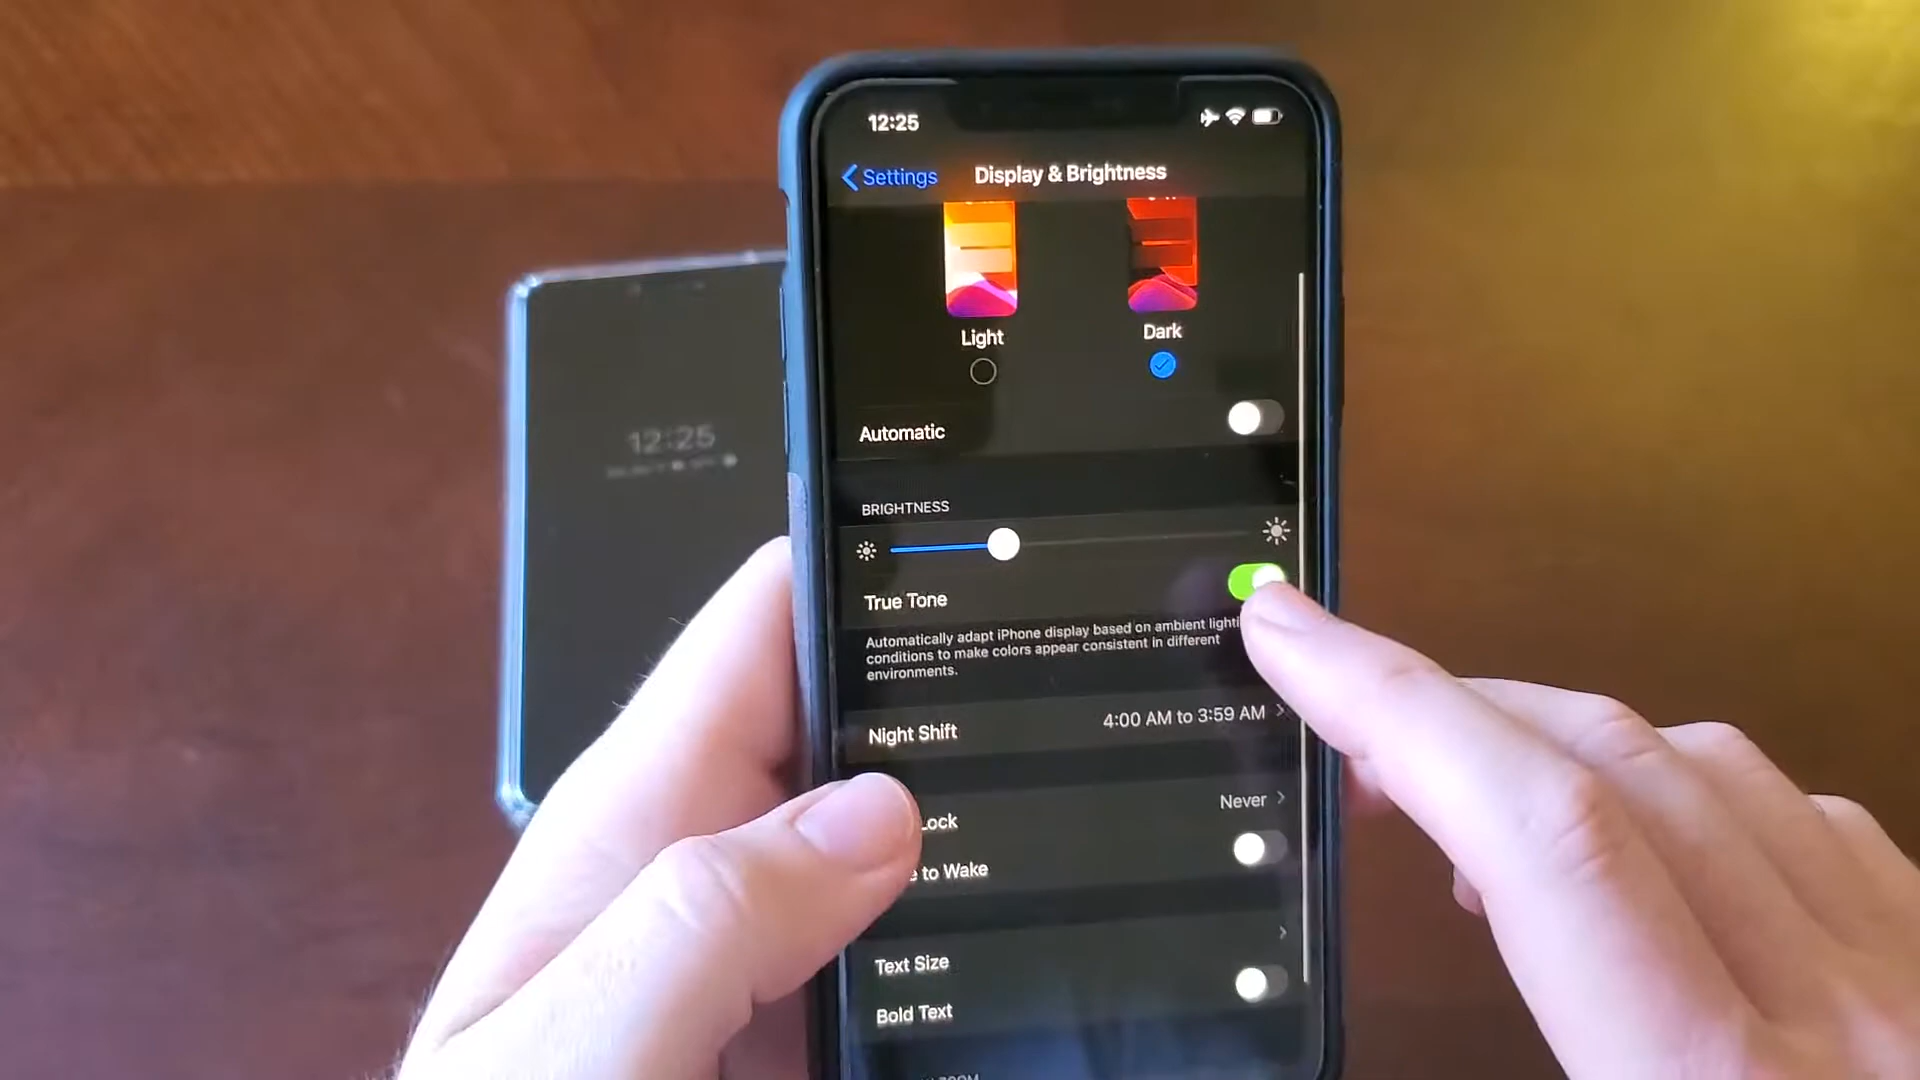 12:25
Settings
Display & Brightness
Light
Dark
Automatic
BRIGHTNESS
True Tone
Automatically adapt iPhone display based on ambient lighti
conditions to make colors appear consistent in different
environments.
Night Shift
4:00 AM to 3:59 AM
Lock
Never
to Wake
Text Size
Bold Text
12:25